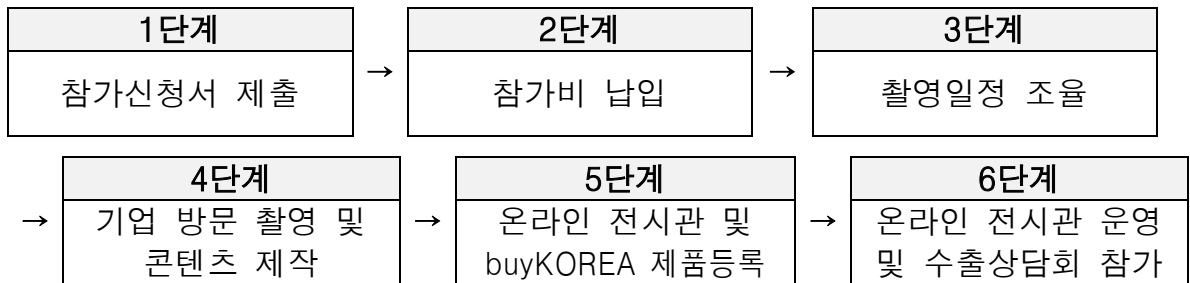 1단계 2단계 3단계
참가신청서 제출 → 참가비 납입 → 촬영일정 조율
4단계 5단계 6단계
→ 기업 방문 촬영 및 → 온라인 전시관 및 → 온라인 전시관 운영
콘텐츠 제작 buyKOREA 제품등록 및 수출상담회 참가